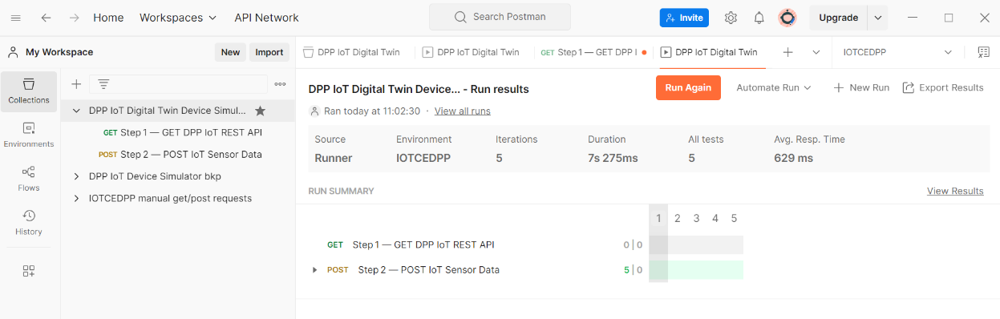 Home Workspaces API Network Search Postman Invite Upgrade
My Workspace New Import
DPP IoT Digital Twin DPP IoT Digital Twin GET Step 1 — GET DPP I DPP IoT Digital Twin IOTCEDPP
Collections
Environments
Flows
History
DPP IoT Digital Twin Device Simul...
GET Step 1 — GET DPP IoT REST API
POST Step 2 — POST IoT Sensor Data
DPP IoT Device Simulator bkp
IOTCEDPP manual get/post requests
DPP IoT Digital Twin Device... - Run results Run Again Automate Run New Run Export Results
Ran today at 11:02:30 · View all runs
Source Environment Iterations Duration All tests Avg. Resp. Time
Runner IOTCEDPP 5 7s 275ms 5 629 ms
RUN SUMMARY View Results
1 2 3 4 5
GET Step 1 — GET DPP IoT REST API 0 | 0
POST Step 2 — POST IoT Sensor Data 5 | 0